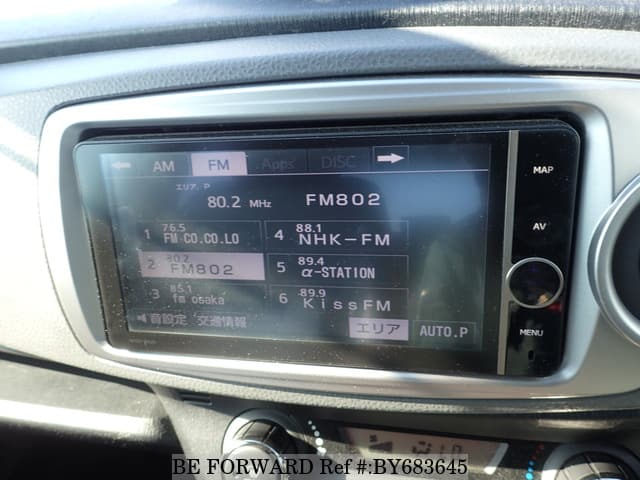 AM FM Apps DISC
MAP
エリア. P
80.2 MHz FM802
AV
76.5
1 FM CO.CO.LO
88.1
4 NHK-FM
80.2
2 FM802
89.4
5 α-STATION
85.1
3 fm osaka
89.9
6 KissFM
音設定 交通情報 エリア AUTO.P
MENU
BE FORWARD Ref #:BY683645